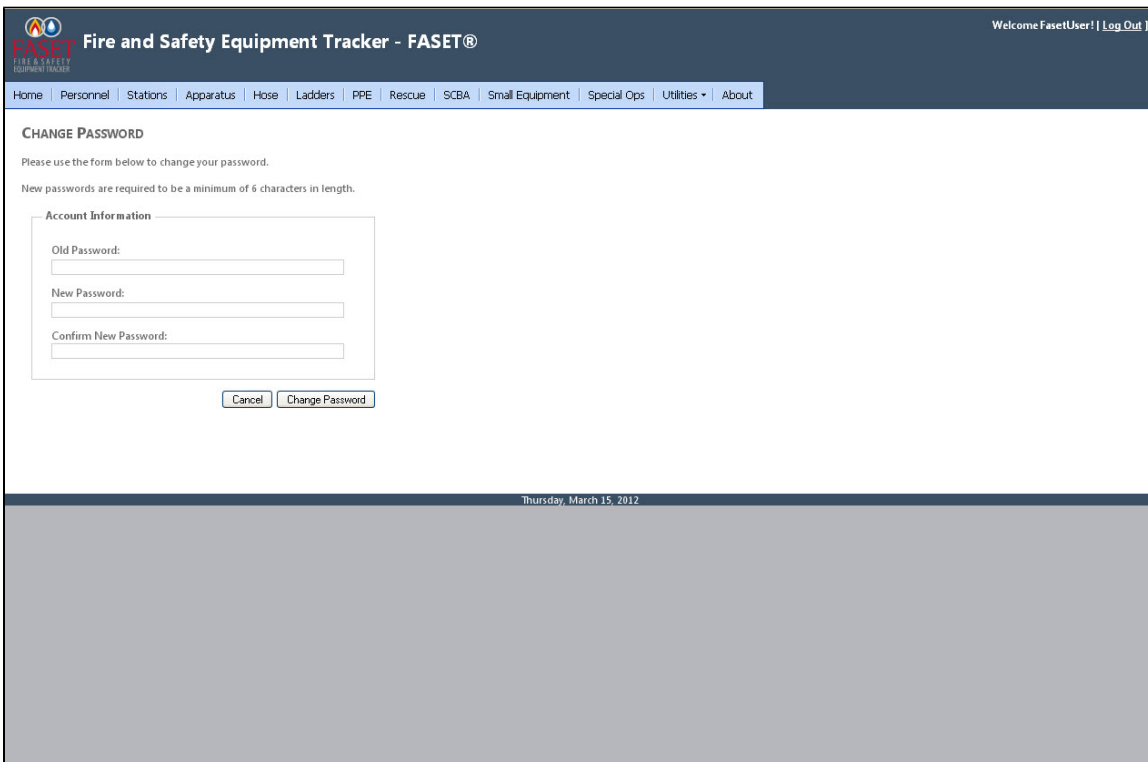 FASET
FIRE & SAFETY
EQUIPMENT TRACKER
Fire and Safety Equipment Tracker - FASET®
Welcome FasetUser! [ Log Out ]
Home Personnel Stations Apparatus Hose Ladders PPE Rescue SCBA Small Equipment Special Ops Utilities About
CHANGE PASSWORD
Please use the form below to change your password.
New passwords are required to be a minimum of 6 characters in length.
Account Information
Old Password:
New Password:
Confirm New Password:
Cancel Change Password
Thursday, March 15, 2012